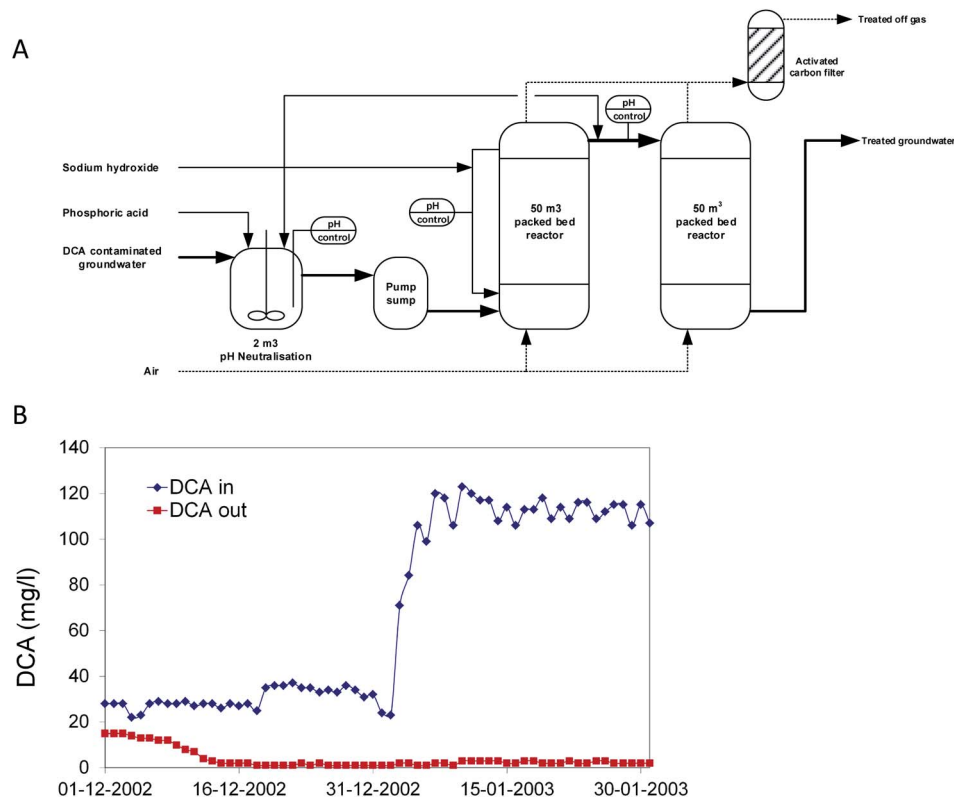 A
Treated off gas
Activated
carbon filter
pH
control
Treated groundwater
Sodium hydroxide
Phosphoric acid
pH
control
pH
control
DCA contaminated
groundwater
50 m3
packed bed
reactor
50 m³
packed bed
reactor
Pump
sump
2 m3
pH Neutralisation
Air
B
140
120
100
80
60
40
20
0
DCA (mg/l)
DCA in
DCA out
01-12-2002 16-12-2002 31-12-2002 15-01-2003 30-01-2003